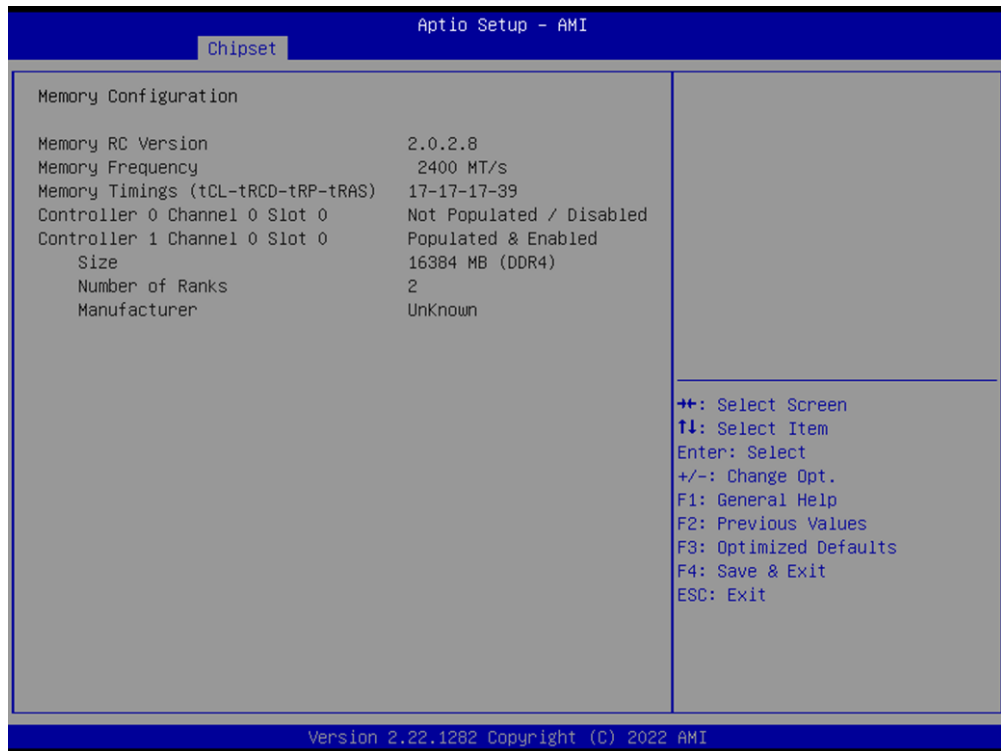 Aptio Setup – AMI
Chipset
Memory Configuration
Memory RC Version 2.0.2.8
Memory Frequency 2400 MT/s
Memory Timings (tCL-tRCD-tRP-tRAS) 17-17-17-39
Controller 0 Channel 0 Slot 0 Not Populated / Disabled
Controller 1 Channel 0 Slot 0 Populated & Enabled
Size 16384 MB (DDR4)
Number of Ranks 2
Manufacturer UnKnown
→←: Select Screen
↑↓: Select Item
Enter: Select
+/-: Change Opt.
F1: General Help
F2: Previous Values
F3: Optimized Defaults
F4: Save & Exit
ESC: Exit
Version 2.22.1282 Copyright (C) 2022 AMI